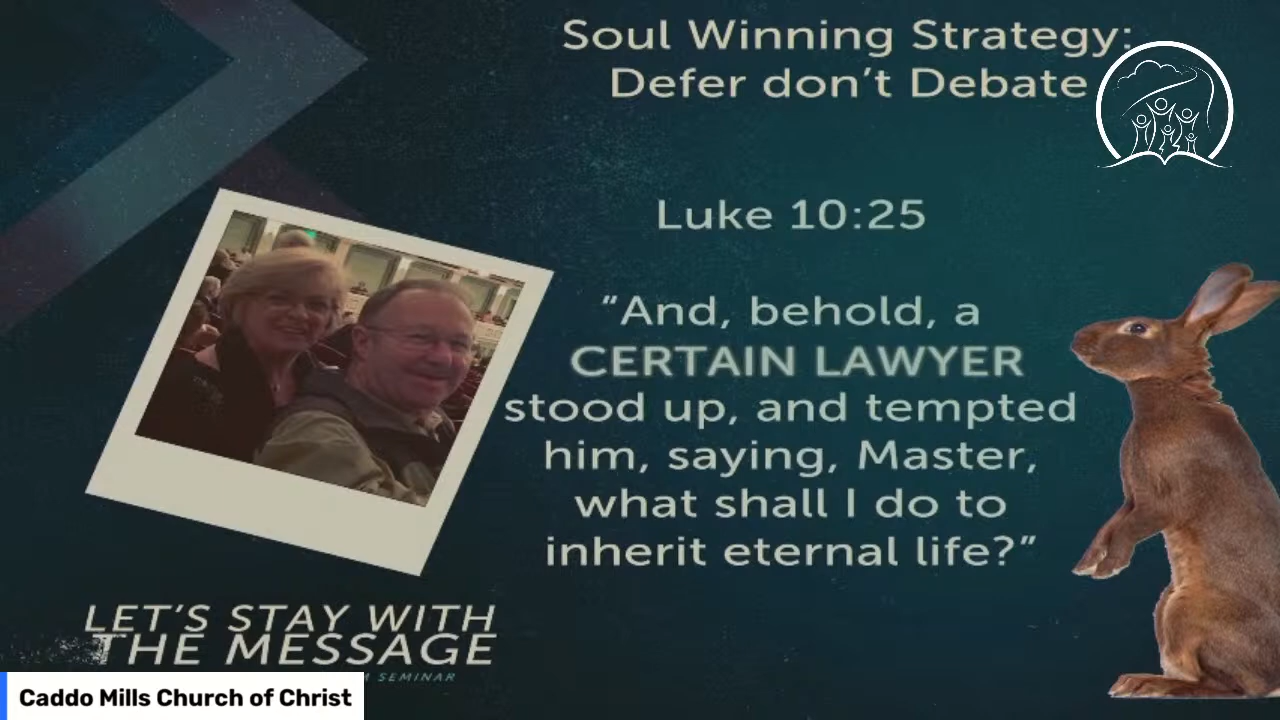 Soul Winning Strategy:
Defer don't Debate
Luke 10:25
“And, behold, a
CERTAIN LAWYER
stood up, and tempted
him, saying, Master,
what shall I do to
inherit eternal life?”
LET'S STAY WITH
THE MESSAGE
SEMINAR
Caddo Mills Church of Christ